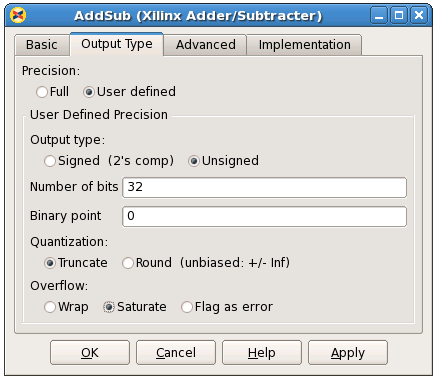 AddSub (Xilinx Adder/Subtracter)
Basic Output Type Advanced Implementation
Precision:
Full User defined
User Defined Precision
Output type:
Signed (2's comp) Unsigned
Number of bits 32
Binary point 0
Quantization:
Truncate Round (unbiased: +/- Inf)
Overflow:
Wrap Saturate Flag as error
OK Cancel Help Apply